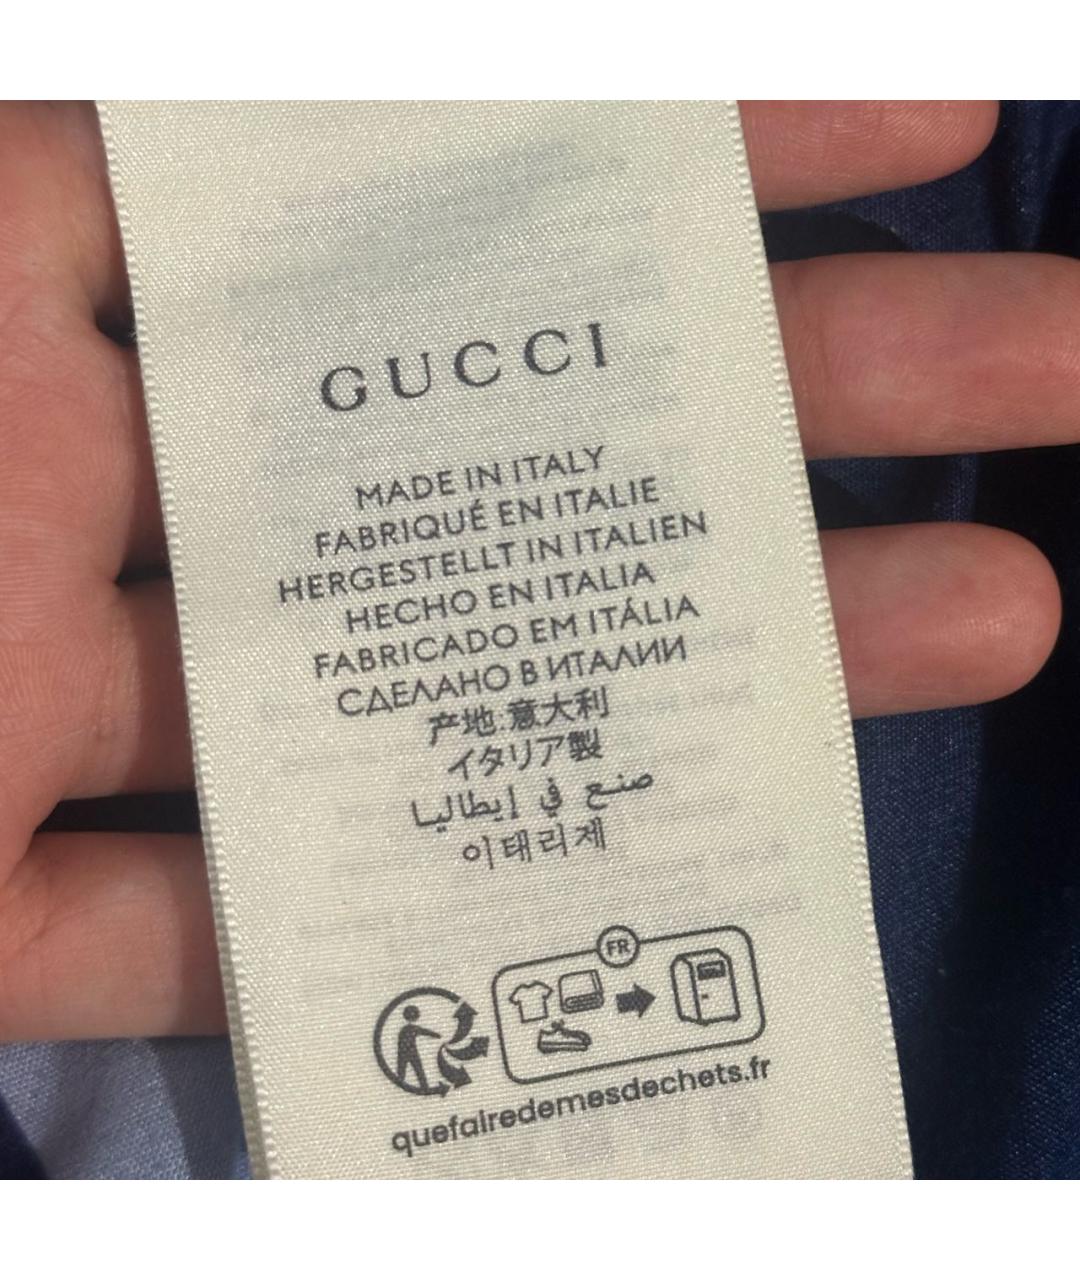 GUCCI
MADE IN ITALY
FABRIQUÉ EN ITALIE
HERGESTELLT IN ITALIEN
HECHO EN ITALIA
FABRICADO EM ITÁLIA
СДЕЛАНО В ИТАЛИИ
产地:意大利
イタリア製
صنع في إيطاليا
이태리제
FR
quefairedemesdechets.fr